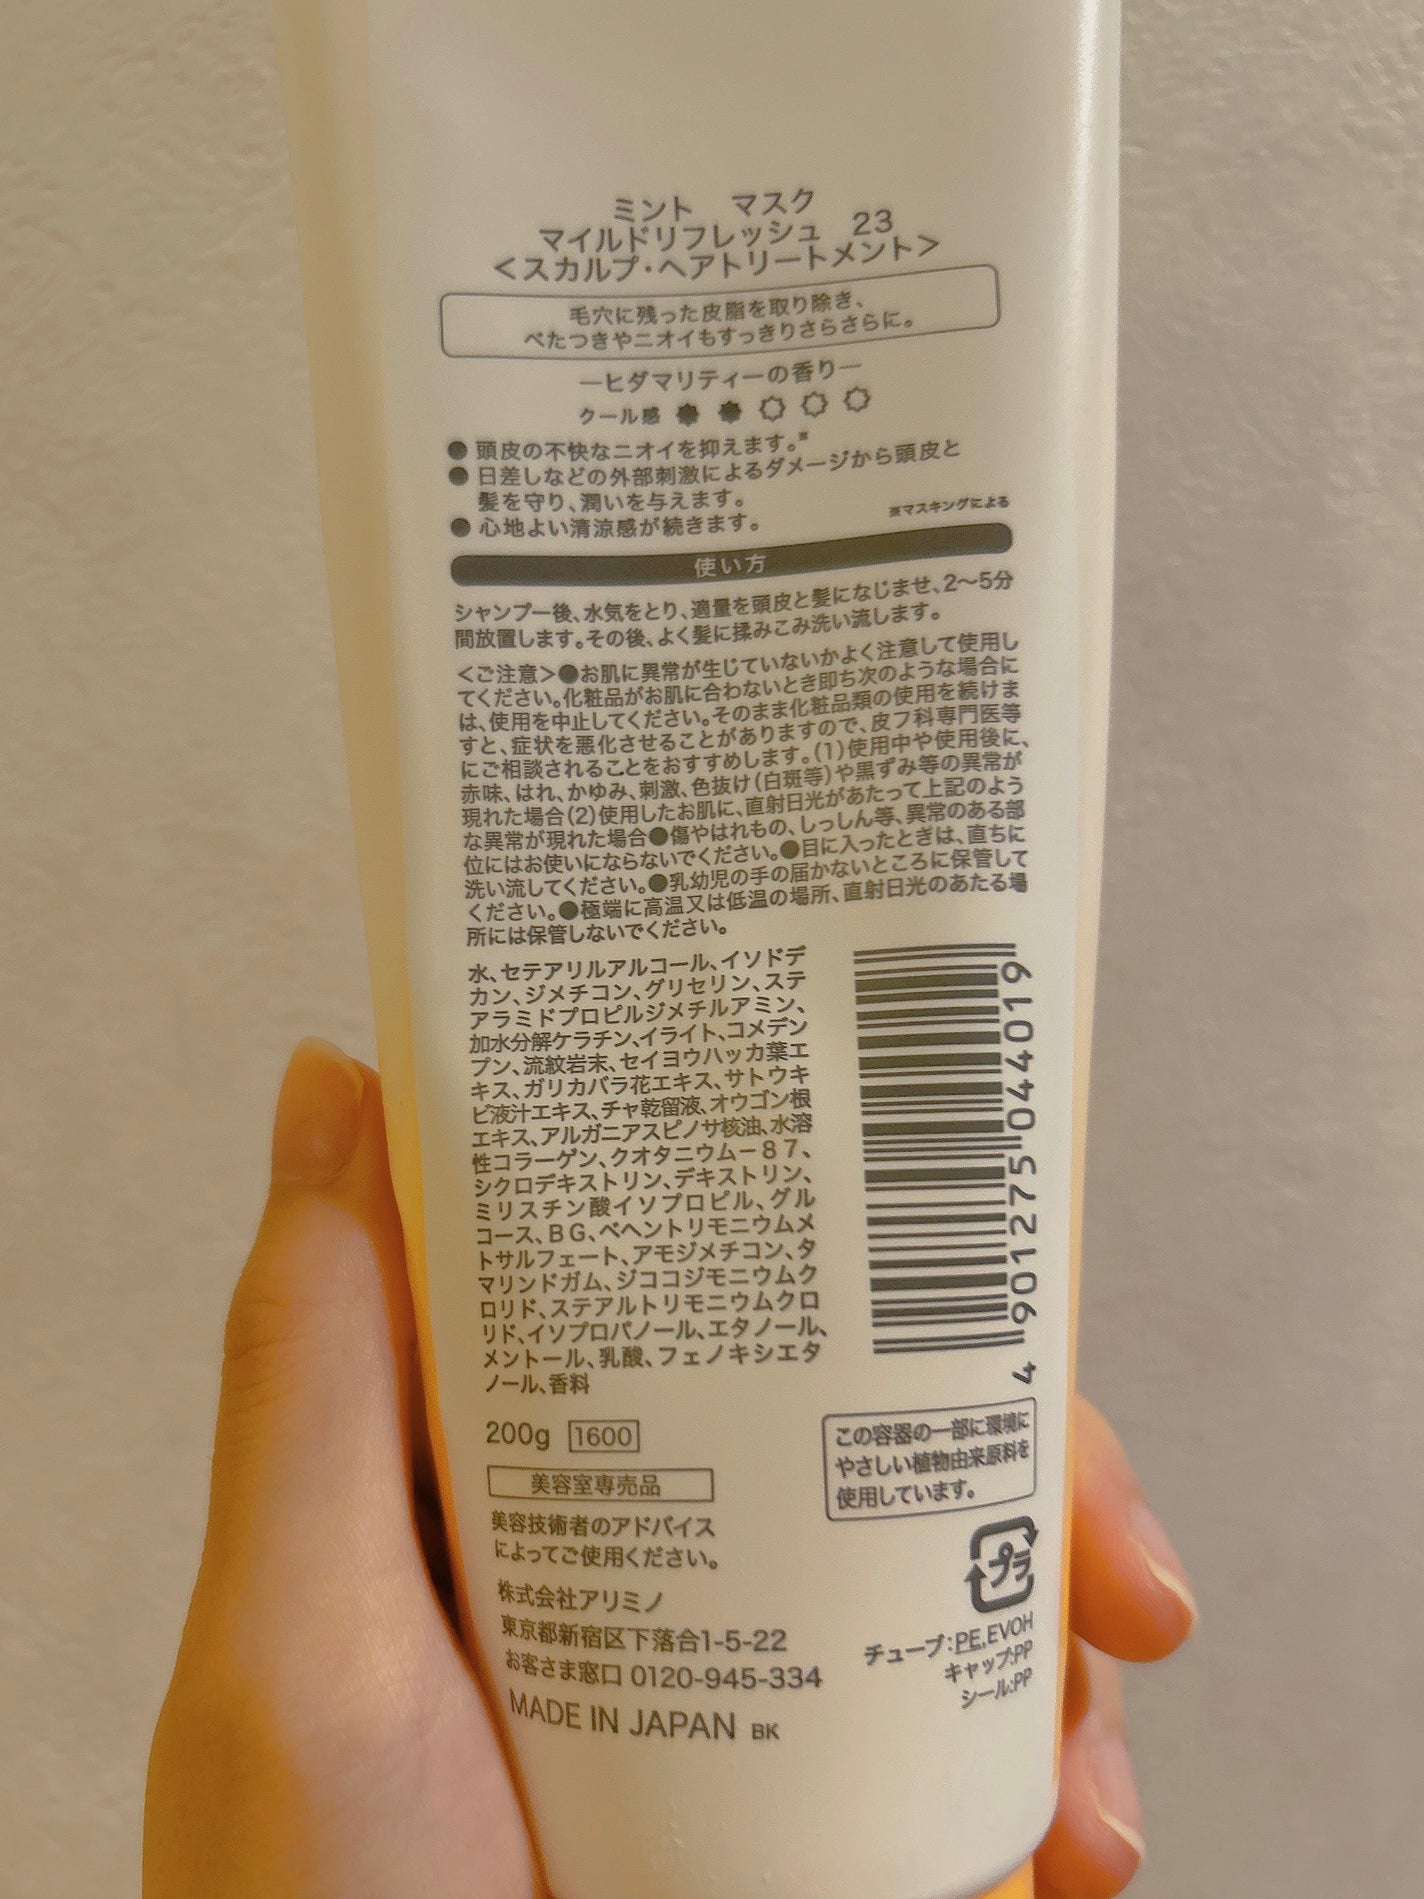 ミント　マスク
マイルドリフレッシュ　23
＜スカルプ・ヘアトリートメント＞
毛穴に残った皮脂を取り除き、
べたつきやニオイもすっきりさらさらに。
―ヒダマリティーの香り―
クール感
●頭皮の不快なニオイを抑えます。※
●日差しなどの外部刺激によるダメージから頭皮と
髪を守り、潤いを与えます。
●心地よい清涼感が続きます。
※マスキングによる
使い方
シャンプー後、水気をとり、適量を頭皮と髪になじませ、2～5分
間放置します。その後、よく髪に揉みこみ洗い流します。
＜ご注意＞●お肌に異常が生じていないかよく注意して使用し
てください。化粧品がお肌に合わないとき即ち次のような場合に
は、使用を中止してください。そのまま化粧品類の使用を続けま
すと、症状を悪化させることがありますので、皮フ科専門医等
にご相談されることをおすすめします。(1)使用中や使用後に、
赤味、はれ、かゆみ、刺激、色抜け(白斑等)や黒ずみ等の異常が
現れた場合(2)使用したお肌に、直射日光があたって上記のよう
な異常が現れた場合●傷やはれもの、しっしん等、異常のある部
位にはお使いにならないでください。●目に入ったときは、直ちに
洗い流してください。●乳幼児の手の届かないところに保管して
ください。●極端に高温又は低温の場所、直射日光のあたる場
所には保管しないでください。
水、セテアリルアルコール、イソドデ
カン、ジメチコン、グリセリン、ステ
アラミドプロピルジメチルアミン、
加水分解ケラチン、イライト、コメデン
プン、流紋岩末、セイヨウハッカ葉エ
キス、ガリカバラ花エキス、サトウキ
ビ液汁エキス、チャ乾留液、オウゴン根
エキス、アルガニアスピノサ核油、水溶
性コラーゲン、クオタニウム－８７、
シクロデキストリン、デキストリン、
ミリスチン酸イソプロピル、グル
コース、ＢＧ、ベヘントリモニウムメ
トサルフェート、アモジメチコン、タ
マリンドガム、ジココジモニウムク
ロリド、ステアルトリモニウムクロ
リド、イソプロパノール、エタノール、
メントール、乳酸、フェノキシエタ
ノール、香料
4 901275 044019
200g 1600
美容室専売品
美容技術者のアドバイス
によってご使用ください。
この容器の一部に環境に
やさしい植物由来原料を
使用しています。
プラ
チューブ:PE,EVOH
キャップ:PP
シール:PP
株式会社アリミノ
東京都新宿区下落合1-5-22
お客さま窓口 0120-945-334
MADE IN JAPAN BK